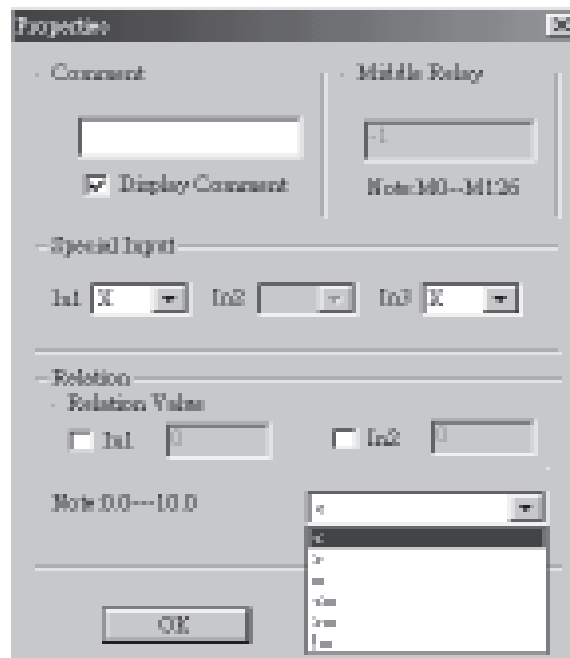 Properties
Comment
Display Comment
Middle Relay
-1
Note:M0--M126
Special Input
In1 X In2 In3 X
Relation
Relation Value
In1 0 In2 0
Note:0.0---10.0
<
<
>
=
<=
>=
!=
OK